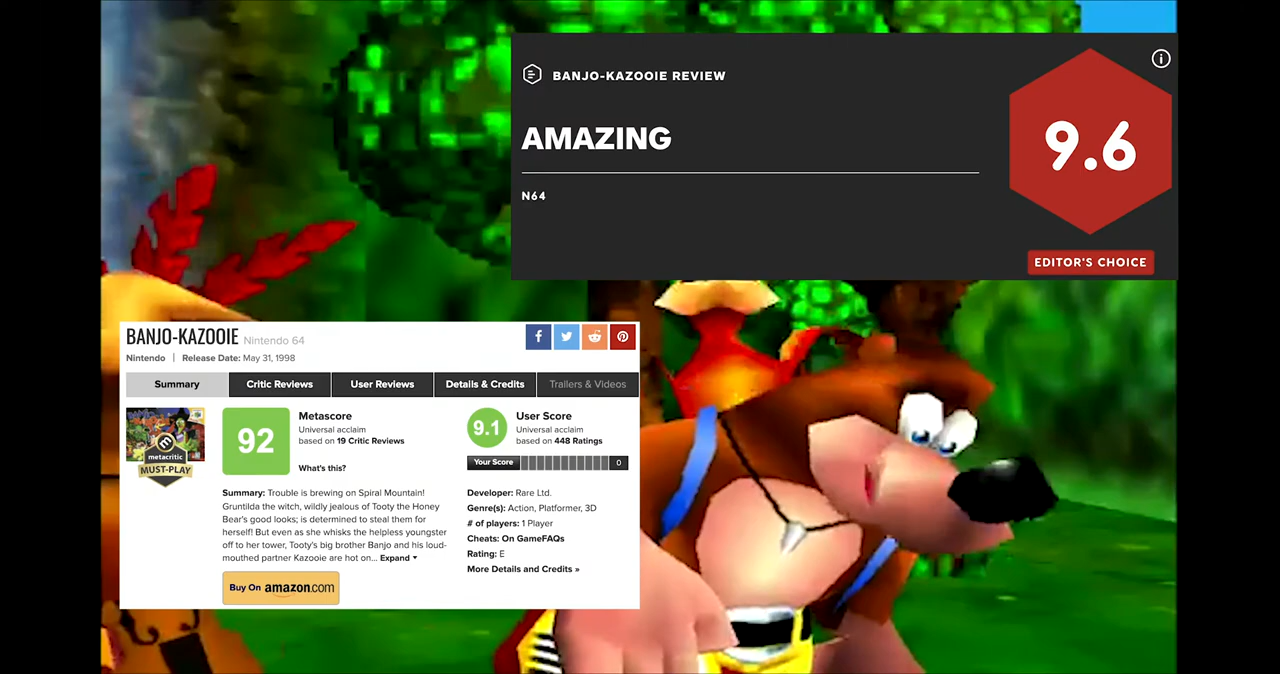 BANJO-KAZOOIE REVIEW
AMAZING
N64
9.6
EDITOR'S CHOICE
BANJO-KAZOOIE Nintendo 64
Nintendo | Release Date: May 31, 1998
Summary Critic Reviews User Reviews Details & Credits Trailers & Videos
metacritic
MUST-PLAY
92
Metascore
Universal acclaim
based on 19 Critic Reviews
What's this?
Summary: Trouble is brewing on Spiral Mountain!
Gruntilda the witch, wildly jealous of Tooty the Honey
Bear's good looks; is determined to steal them for
herself! But even as she whisks the helpless youngster
off to her tower, Tooty's big brother Banjo and his loud-
mouthed partner Kazooie are hot on... Expand
Buy On amazon.com
9.1
User Score
Universal acclaim
based on 448 Ratings
Your Score 0
Developer: Rare Ltd.
Genre(s): Action, Platformer, 3D
# of players: 1 Player
Cheats: On GameFAQs
Rating: E
More Details and Credits »